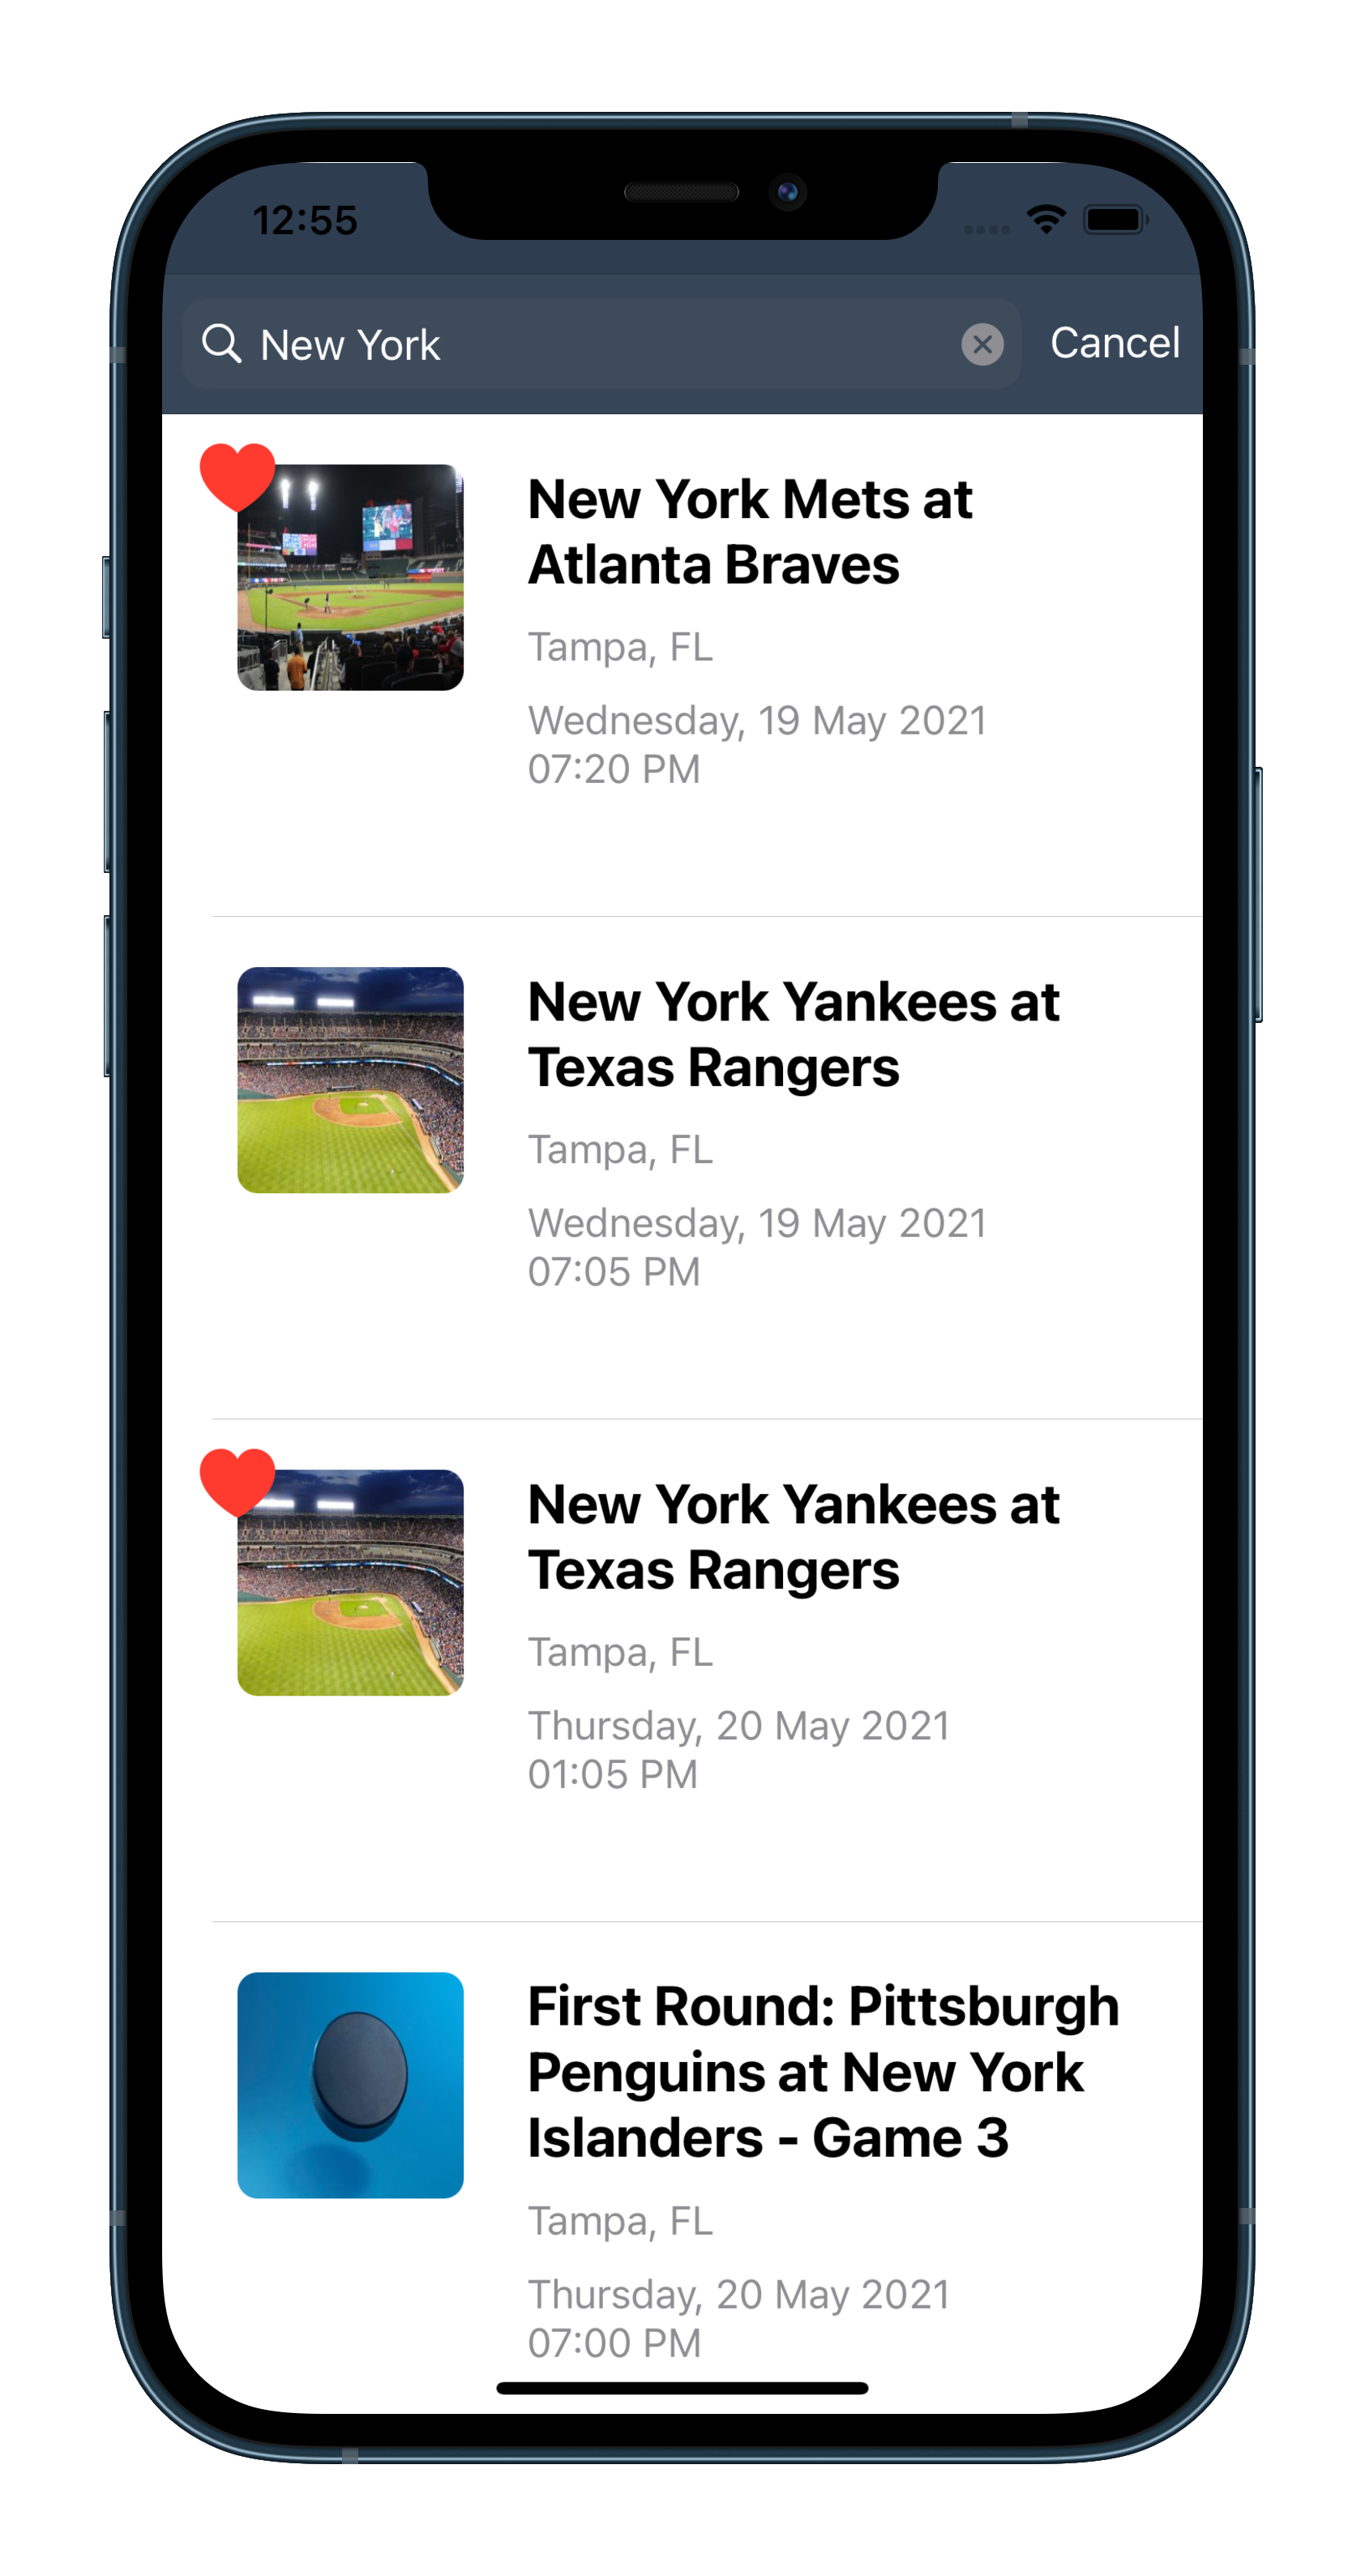 12:55
New York
Cancel
New York Mets at
Atlanta Braves
Tampa, FL
Wednesday, 19 May 2021
07:20 PM
New York Yankees at
Texas Rangers
Tampa, FL
Wednesday, 19 May 2021
07:05 PM
New York Yankees at
Texas Rangers
Tampa, FL
Thursday, 20 May 2021
01:05 PM
First Round: Pittsburgh
Penguins at New York
Islanders - Game 3
Tampa, FL
Thursday, 20 May 2021
07:00 PM